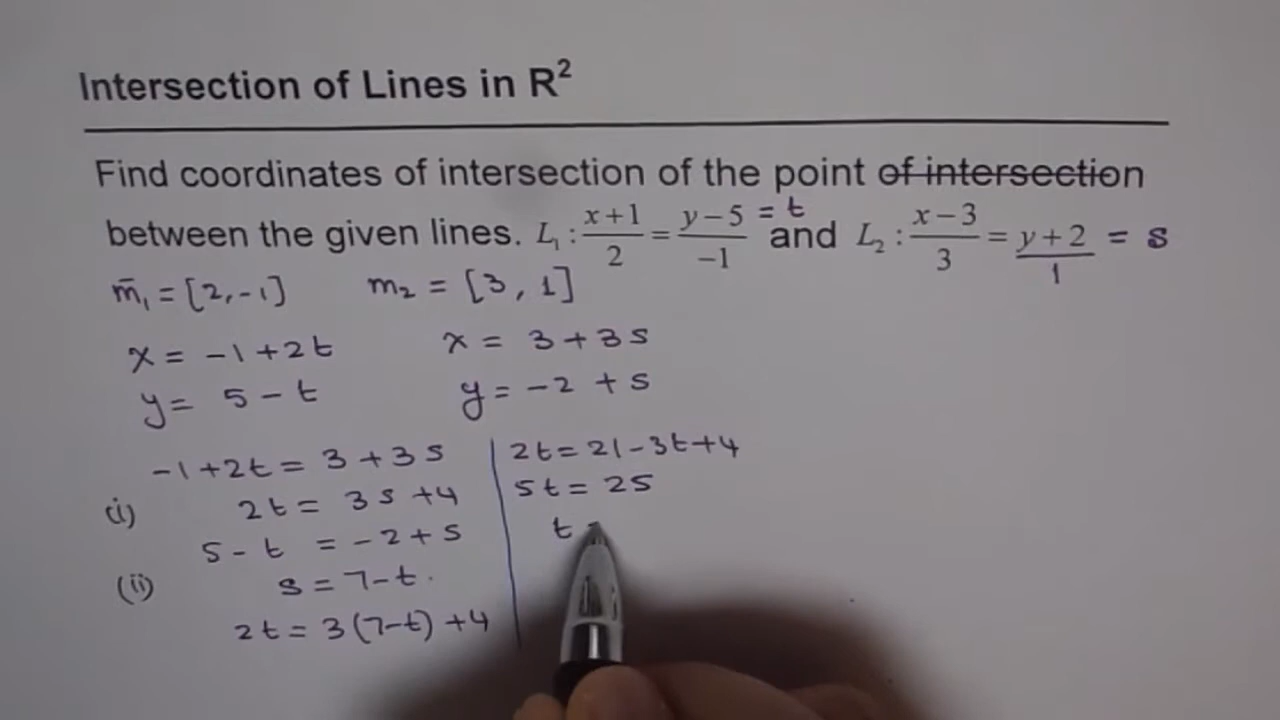 Intersection of Lines in R²
Find coordinates of intersection of the point of intersection
between the given lines. L₁ : (x+1)/2 = (y−5)/−1 = t and L₂ : (x−3)/3 = (y+2)/1 = s
m̄₁ = [2,-1] m₂ = [3, 1]
x = -1+2t x = 3+3s
y = 5-t y = -2+s
-1+2t = 3+3s 2t = 21-3t+4
(i) 2t = 3s+4 5t = 25
5-t = -2+s t =
(ii) s = 7-t.
2t = 3(7-t)+4